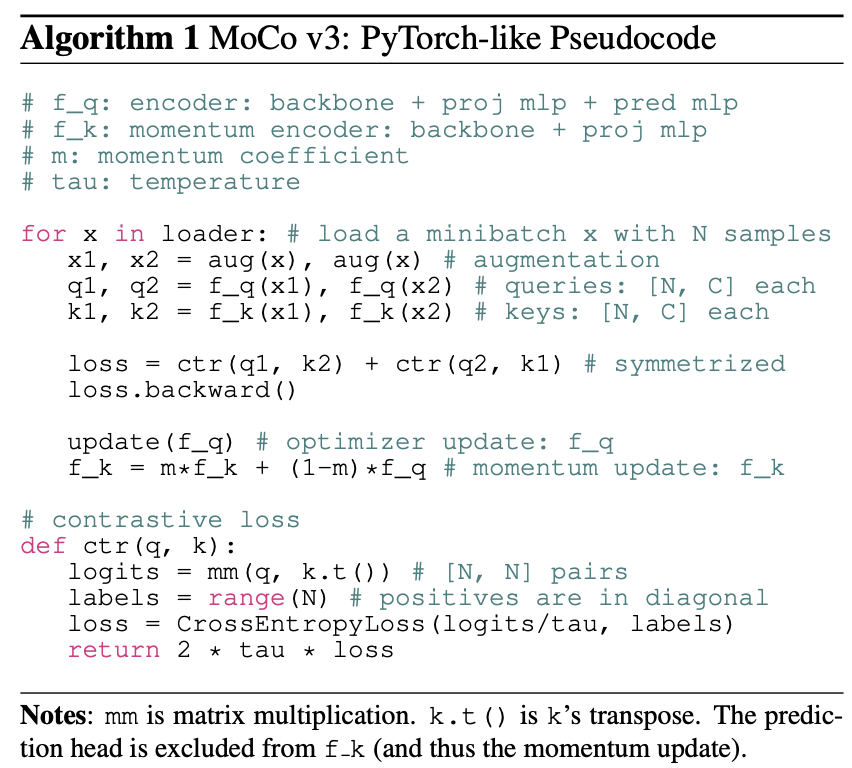 Algorithm 1 MoCo v3: PyTorch-like Pseudocode
# f_q: encoder: backbone + proj mlp + pred mlp
# f_k: momentum encoder: backbone + proj mlp
# m: momentum coefficient
# tau: temperature
for x in loader: # load a minibatch x with N samples
x1, x2 = aug(x), aug(x) # augmentation
q1, q2 = f_q(x1), f_q(x2) # queries: [N, C] each
k1, k2 = f_k(x1), f_k(x2) # keys: [N, C] each
loss = ctr(q1, k2) + ctr(q2, k1) # symmetrized
loss.backward()
update(f_q) # optimizer update: f_q
f_k = m*f_k + (1-m)*f_q # momentum update: f_k
# contrastive loss
def ctr(q, k):
logits = mm(q, k.t()) # [N, N] pairs
labels = range(N) # positives are in diagonal
loss = CrossEntropyLoss(logits/tau, labels)
return 2 * tau * loss
Notes: mm is matrix multiplication. k.t() is k's transpose. The predic-
tion head is excluded from f_k (and thus the momentum update).